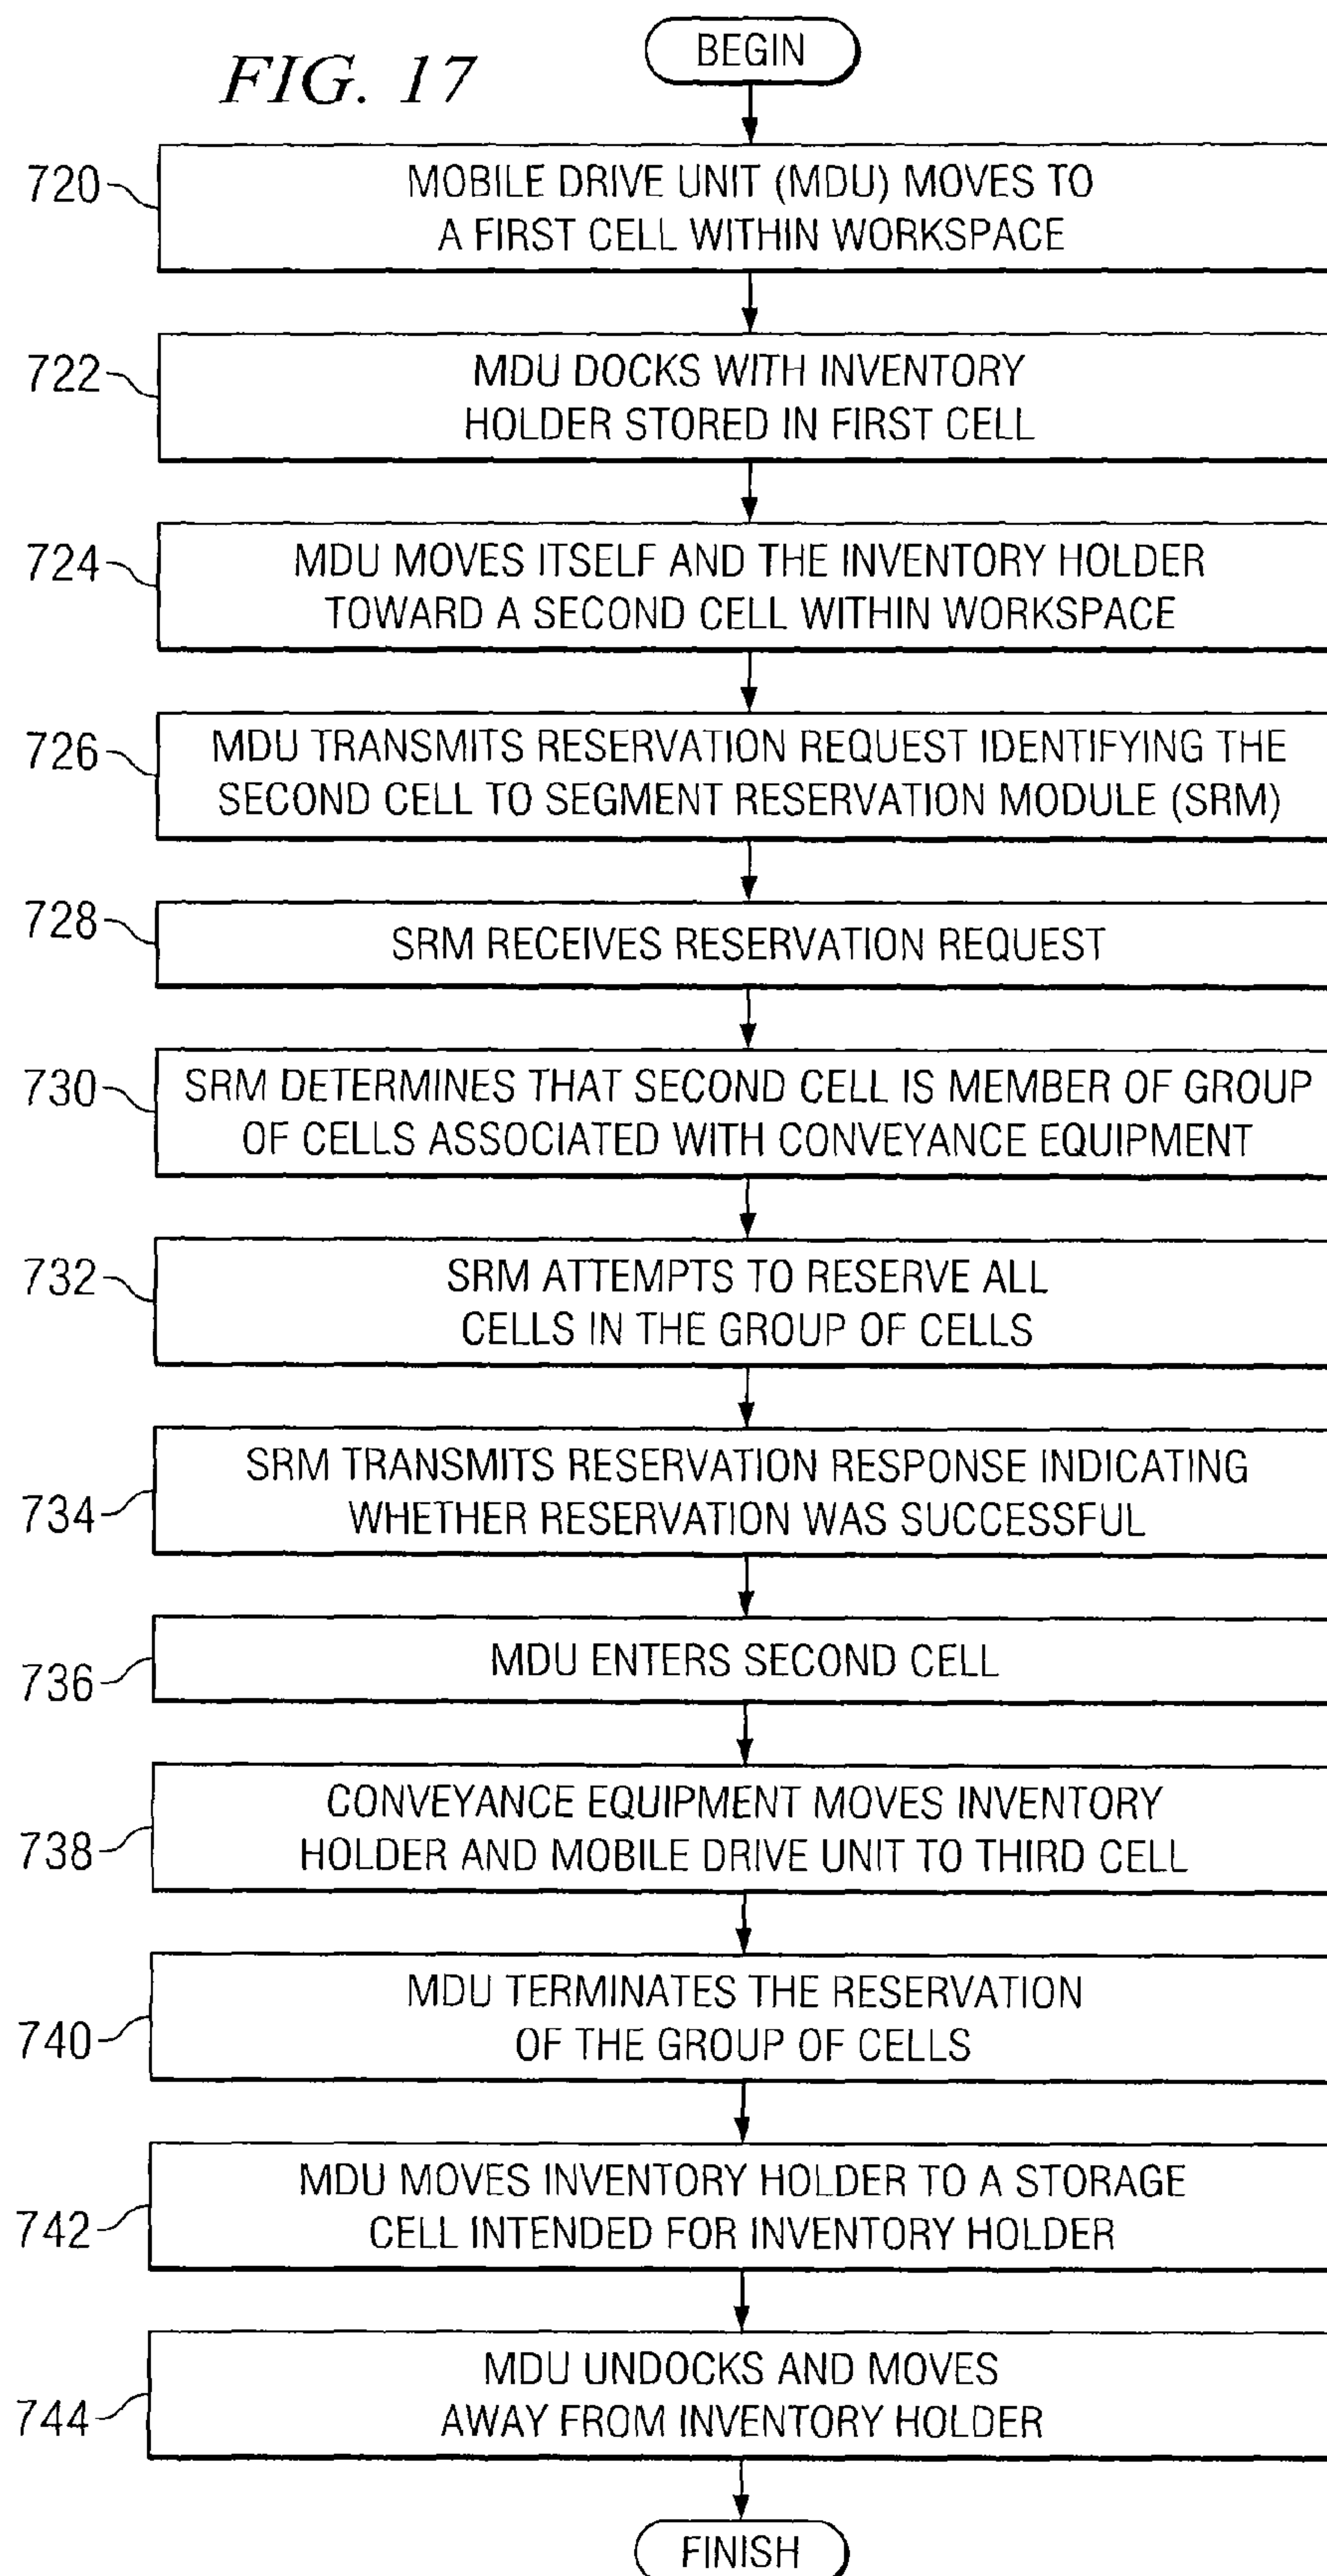 FIG. 17
BEGIN
720
MOBILE DRIVE UNIT (MDU) MOVES TO
A FIRST CELL WITHIN WORKSPACE
722
MDU DOCKS WITH INVENTORY
HOLDER STORED IN FIRST CELL
724
MDU MOVES ITSELF AND THE INVENTORY HOLDER
TOWARD A SECOND CELL WITHIN WORKSPACE
726
MDU TRANSMITS RESERVATION REQUEST IDENTIFYING THE
SECOND CELL TO SEGMENT RESERVATION MODULE (SRM)
728
SRM RECEIVES RESERVATION REQUEST
730
SRM DETERMINES THAT SECOND CELL IS MEMBER OF GROUP
OF CELLS ASSOCIATED WITH CONVEYANCE EQUIPMENT
732
SRM ATTEMPTS TO RESERVE ALL
CELLS IN THE GROUP OF CELLS
734
SRM TRANSMITS RESERVATION RESPONSE INDICATING
WHETHER RESERVATION WAS SUCCESSFUL
736
MDU ENTERS SECOND CELL
738
CONVEYANCE EQUIPMENT MOVES INVENTORY
HOLDER AND MOBILE DRIVE UNIT TO THIRD CELL
740
MDU TERMINATES THE RESERVATION
OF THE GROUP OF CELLS
742
MDU MOVES INVENTORY HOLDER TO A STORAGE
CELL INTENDED FOR INVENTORY HOLDER
744
MDU UNDOCKS AND MOVES
AWAY FROM INVENTORY HOLDER
FINISH